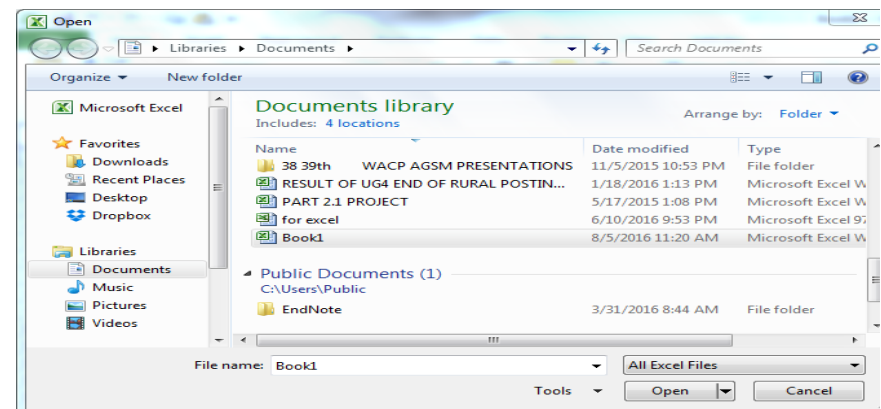 Open
Libraries Documents
Search Documents
Organize New folder
Microsoft Excel
Favorites
Downloads
Recent Places
Desktop
Dropbox
Libraries
Documents
Music
Pictures
Videos
Documents library
Includes: 4 locations
Arrange by: Folder
Name Date modified Type
38 39th WACP AGSM PRESENTATIONS 11/5/2015 10:53 PM File folder
RESULT OF UG4 END OF RURAL POSTIN... 1/18/2016 1:13 PM Microsoft Excel W
PART 2.1 PROJECT 5/17/2015 1:08 PM Microsoft Excel W
for excel 6/10/2016 9:53 PM Microsoft Excel 97
Book1 8/5/2016 11:20 AM Microsoft Excel W
Public Documents (1)
C:\Users\Public
EndNote 3/31/2016 8:44 AM File folder
File name: Book1 All Excel Files
Tools Open Cancel